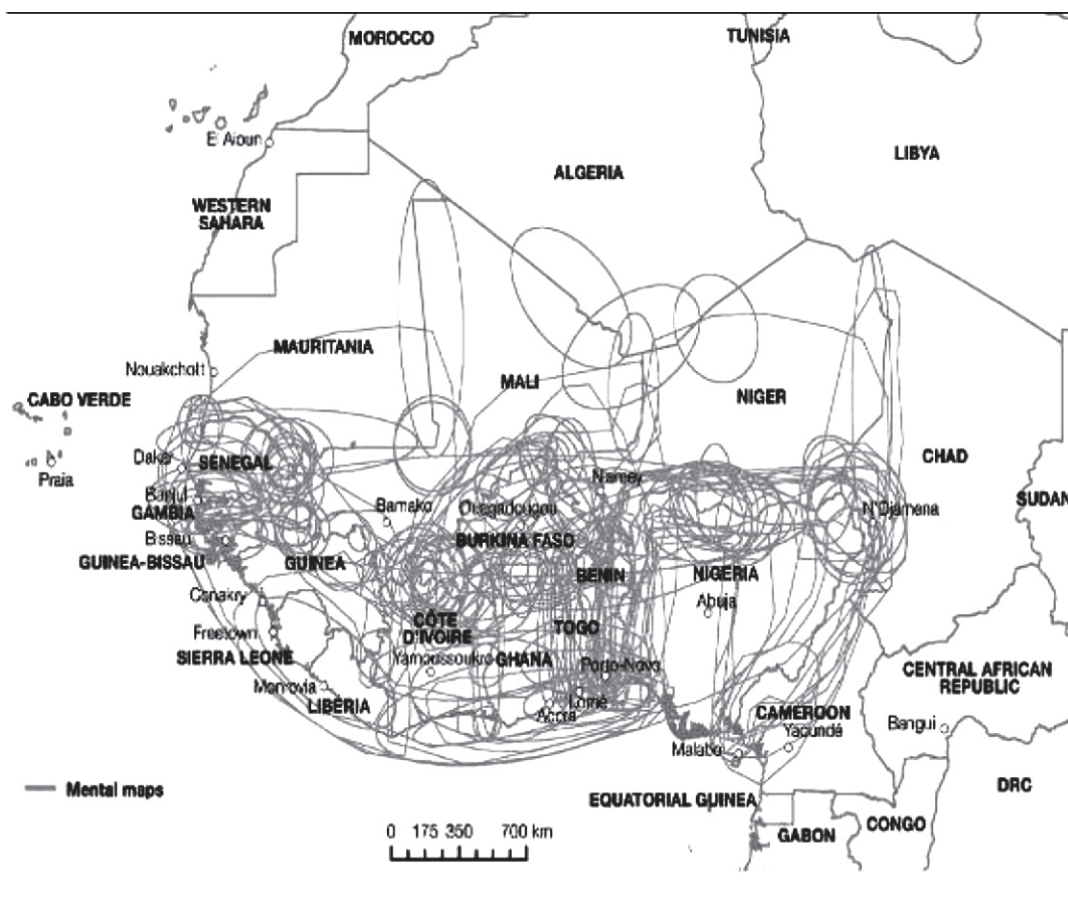 MOROCCO
TUNISIA
El Aioun
ALGERIA
LIBYA
WESTERN
SAHARA
MAURITANIA
Nouakchott
MALI
NIGER
CABO VERDE
Praia
Dakar
SENEGAL
CHAD
Banjul
GAMBIA
Bamako
Ouagadougou
Niamey
N'Djamena
SUDAN
Bissau
GUINEA-BISSAU
GUINEA
BURKINA FASO
BENIN
NIGERIA
Abuja
Conakry
CÔTE
D'IVOIRE
TOGO
Freetown
SIERRA LEONE
Yamoussoukro
GHANA
Porto-Novo
Monrovia
LIBERIA
Lomé
Accra
CENTRAL AFRICAN
REPUBLIC
CAMEROON
Yaoundé
Bangui
Malabo
Mental maps
EQUATORIAL GUINEA
DRC
GABON
CONGO
0 175 350 700 km